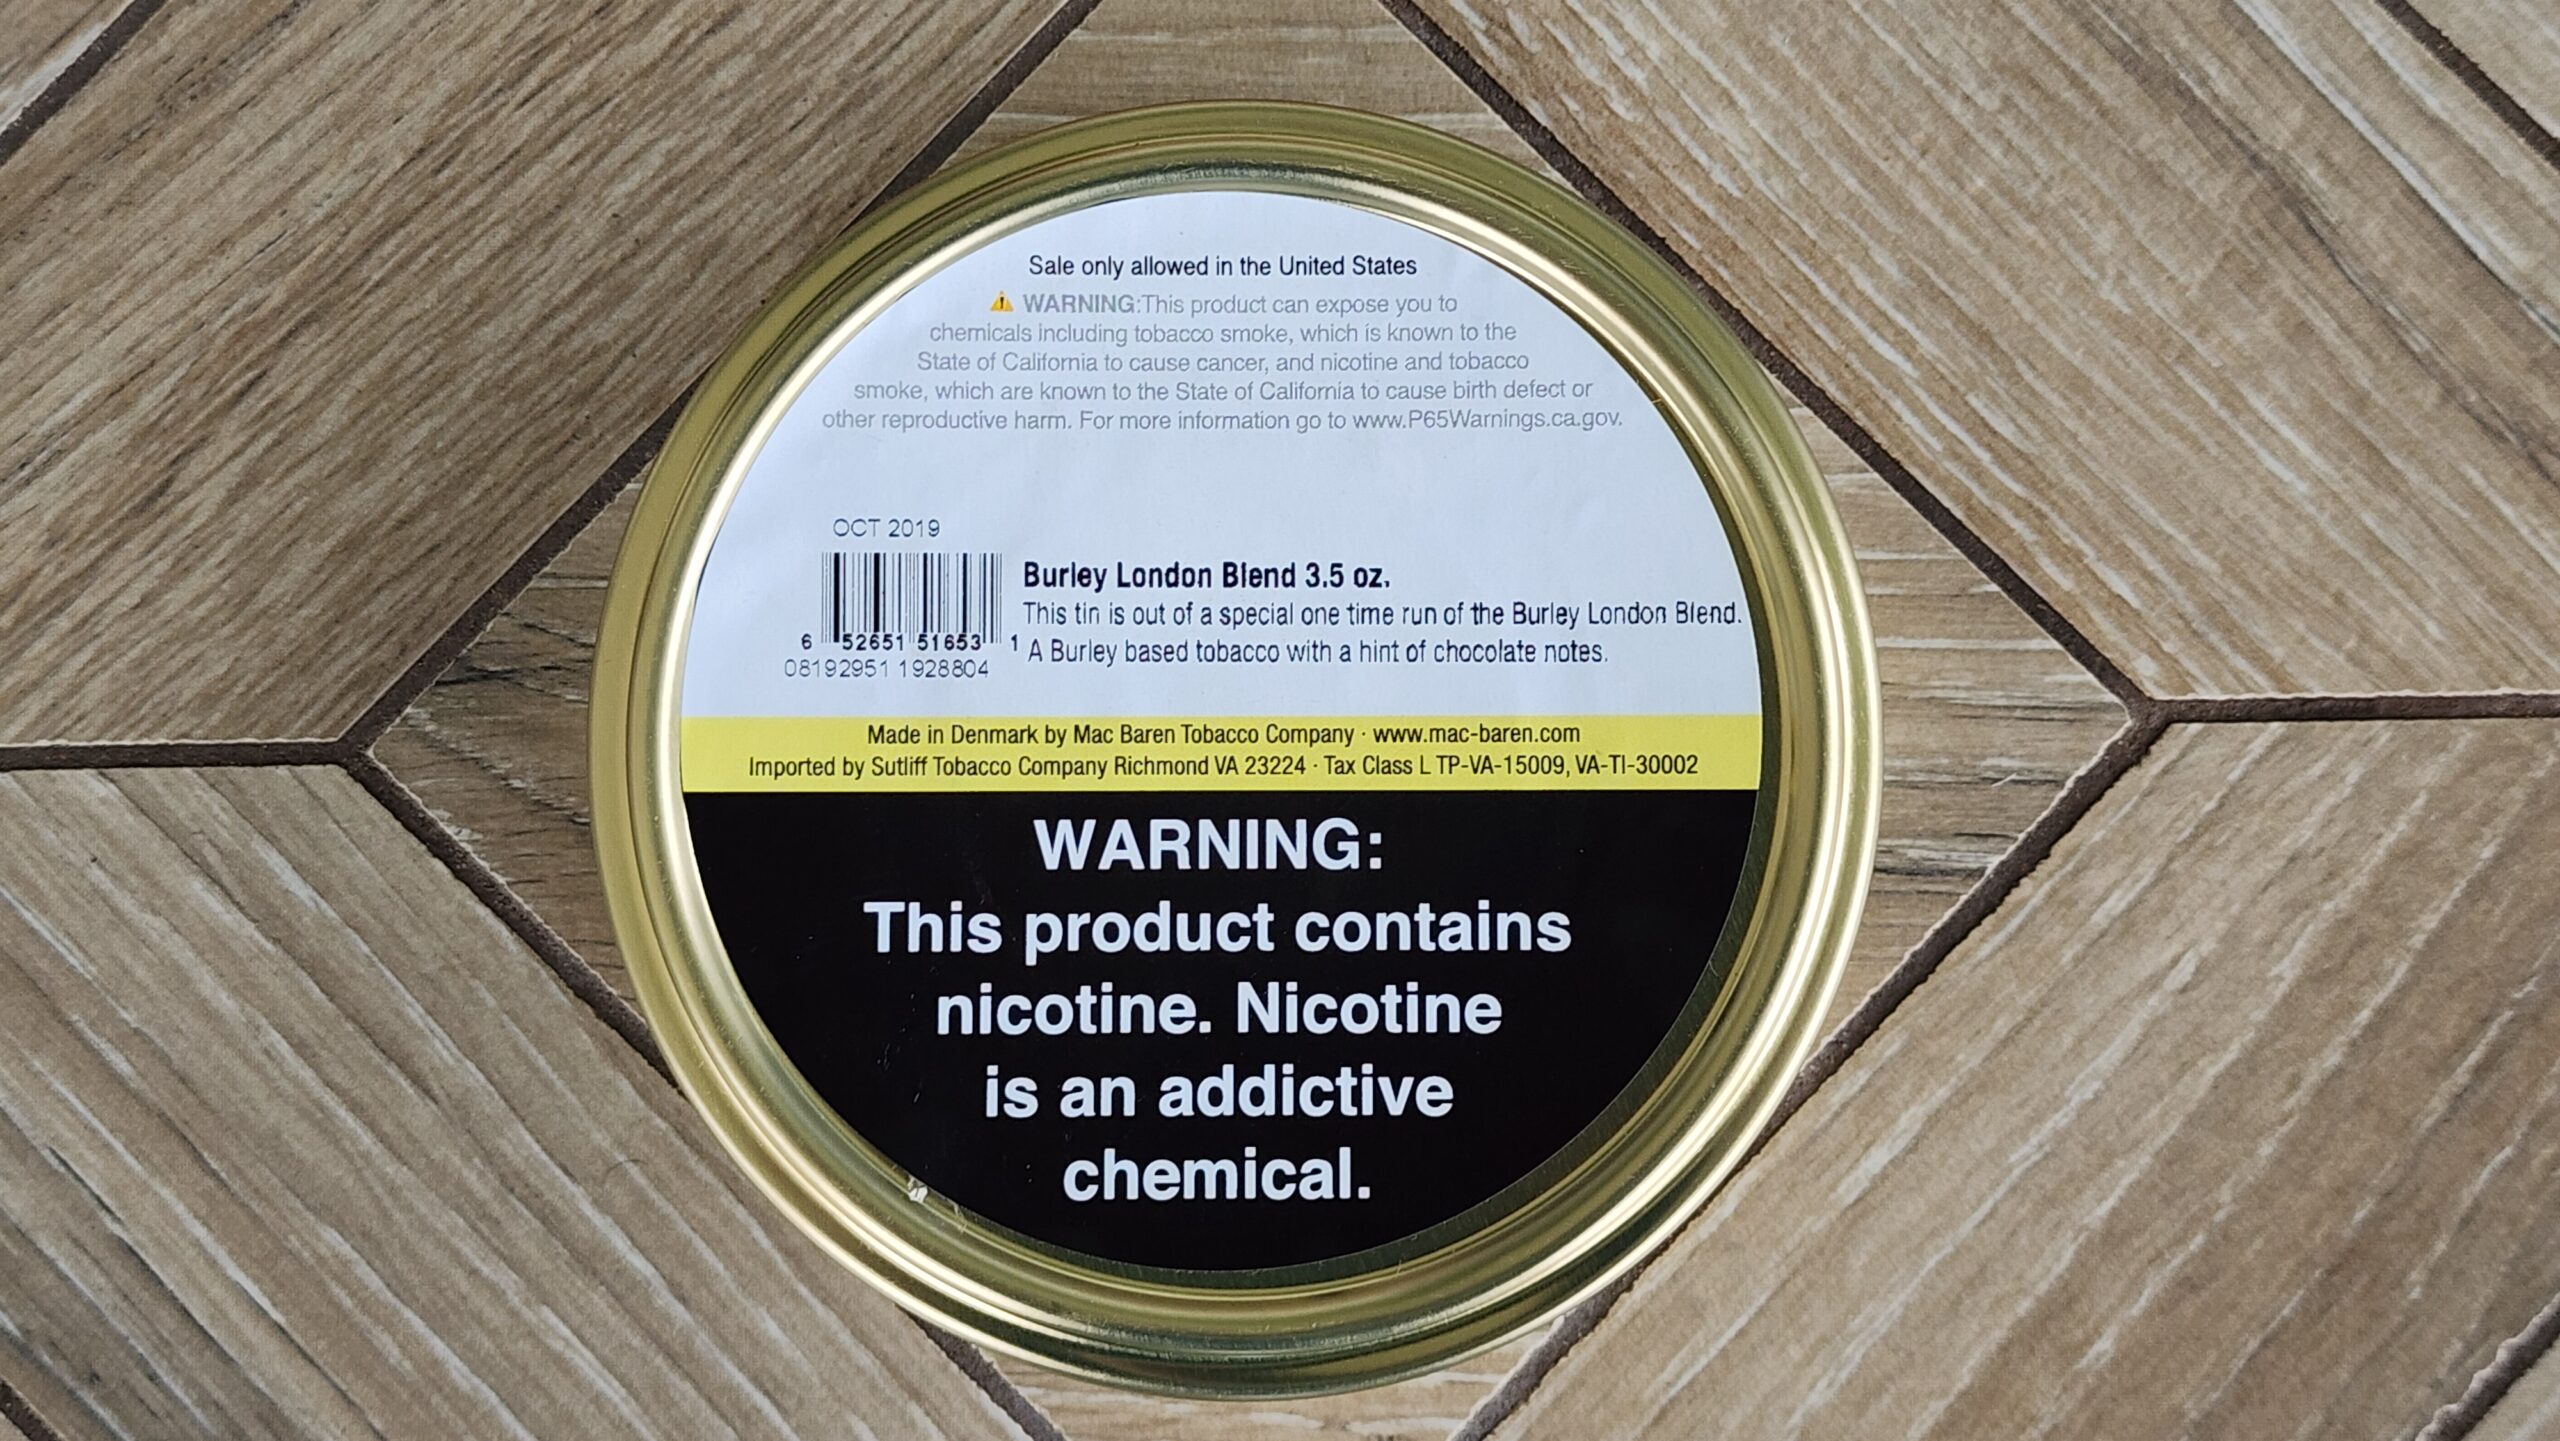 Sale only allowed in the United States
⚠ WARNING:This product can expose you to
chemicals including tobacco smoke, which is known to the
State of California to cause cancer, and nicotine and tobacco
smoke, which are known to the State of California to cause birth defect or
other reproductive harm. For more information go to www.P65Warnings.ca.gov.
OCT 2019
6 52651 51653 1
08192951 1928804
Burley London Blend 3.5 oz.
This tin is out of a special one time run of the Burley London Blend.
A Burley based tobacco with a hint of chocolate notes.
Made in Denmark by Mac Baren Tobacco Company · www.mac-baren.com
Imported by Sutliff Tobacco Company Richmond VA 23224 · Tax Class L TP-VA-15009, VA-TI-30002
WARNING:
This product contains
nicotine. Nicotine
is an addictive
chemical.